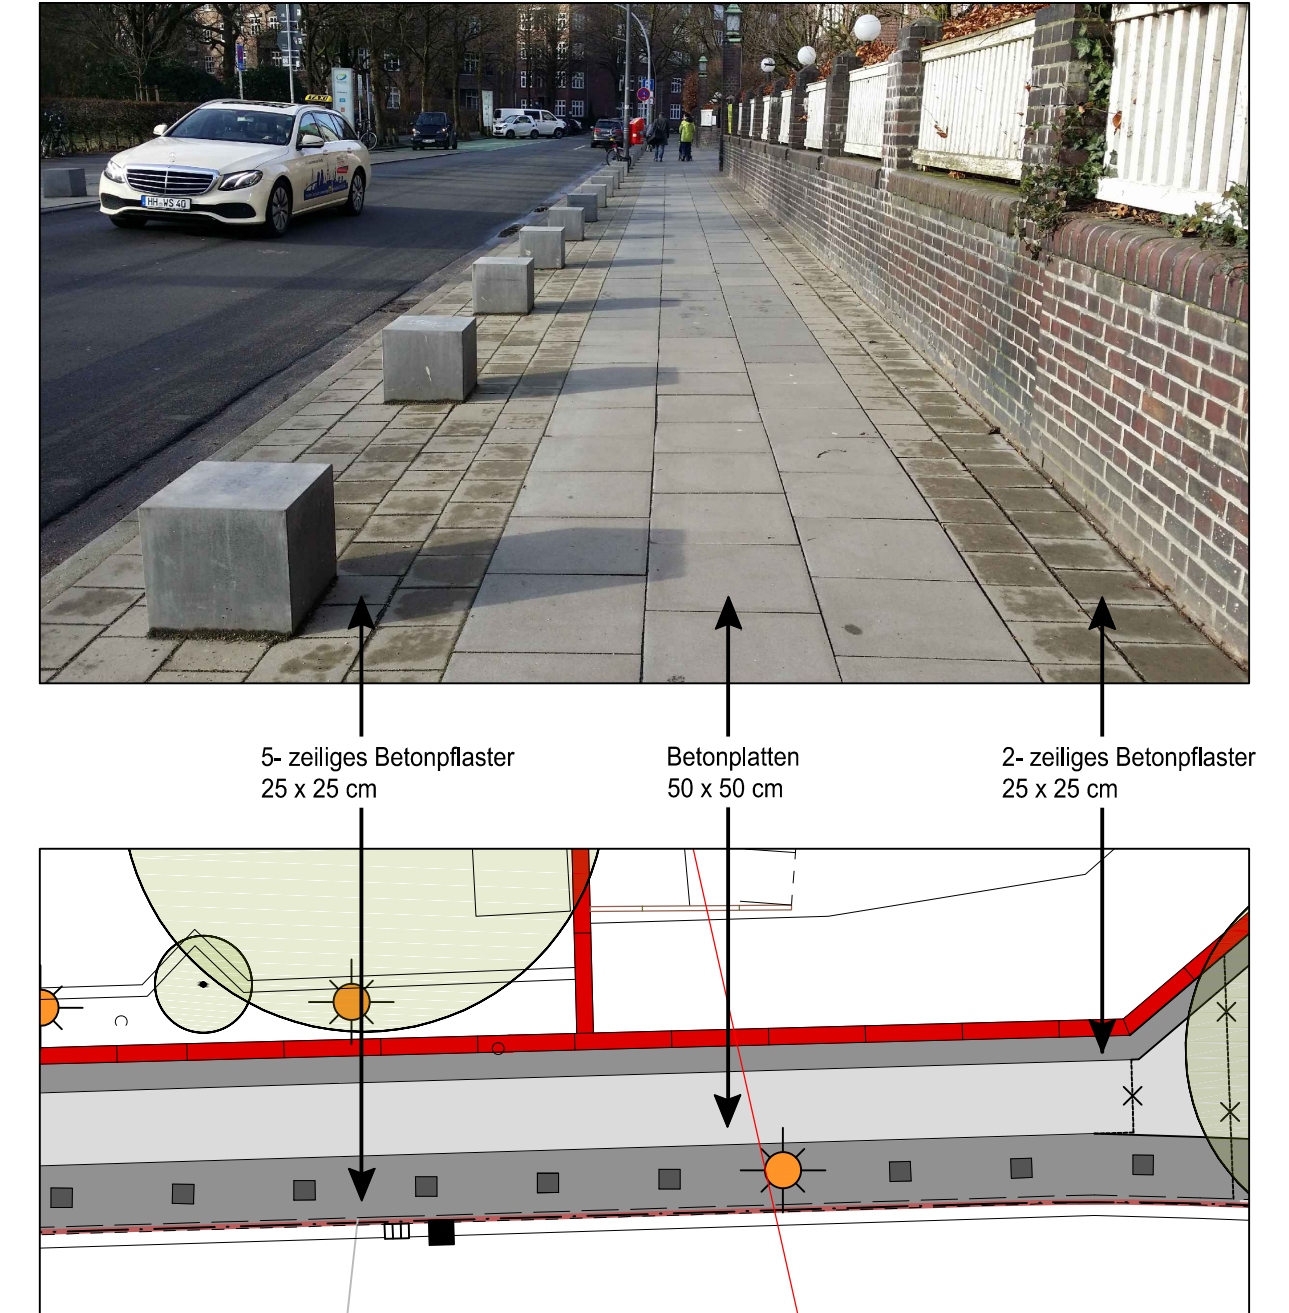 TAXI
HH-WS 40
5- zeiliges Betonpflaster
25 x 25 cm
Betonplatten
50 x 50 cm
2- zeiliges Betonpflaster
25 x 25 cm